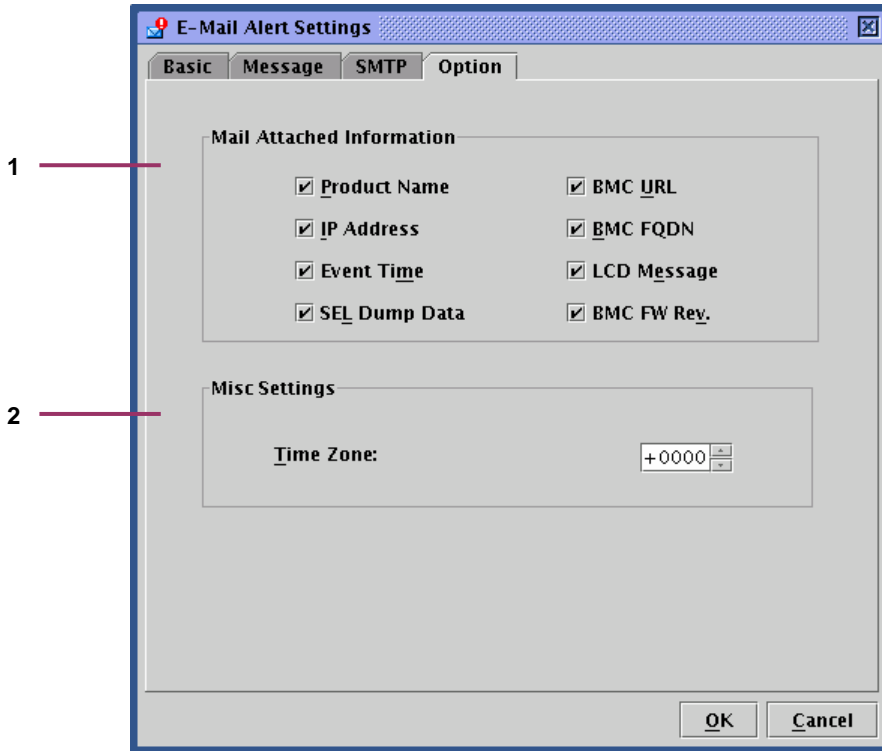 E-Mail Alert Settings
Basic Message SMTP Option
1
Mail Attached Information
Product Name BMC URL
IP Address BMC FQDN
Event Time LCD Message
SEL Dump Data BMC FW Rev.
2
Misc Settings
Time Zone: +0000
OK Cancel